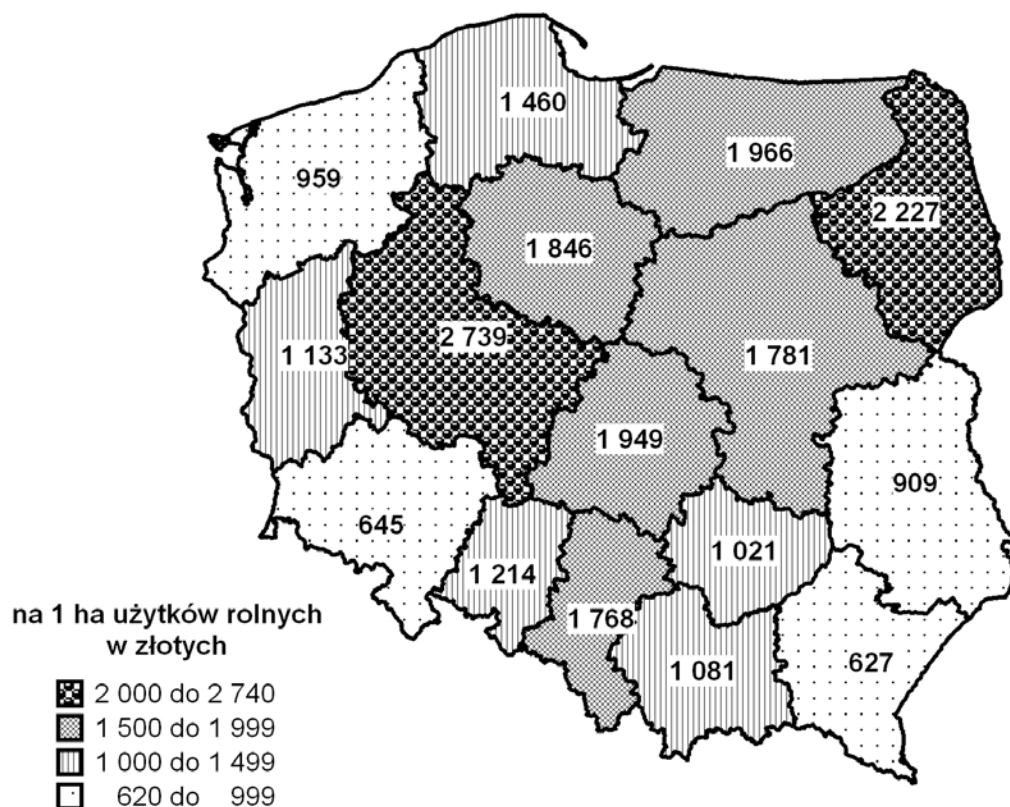 1 460
1 966
959
2 227
1 846
2 739
1 133
1 781
1 949
909
645
1 021
1 214
1 768
627
1 081
na 1 ha użytków rolnych
w złotych
2 000 do 2 740
1 500 do 1 999
1 000 do 1 499
620 do 999